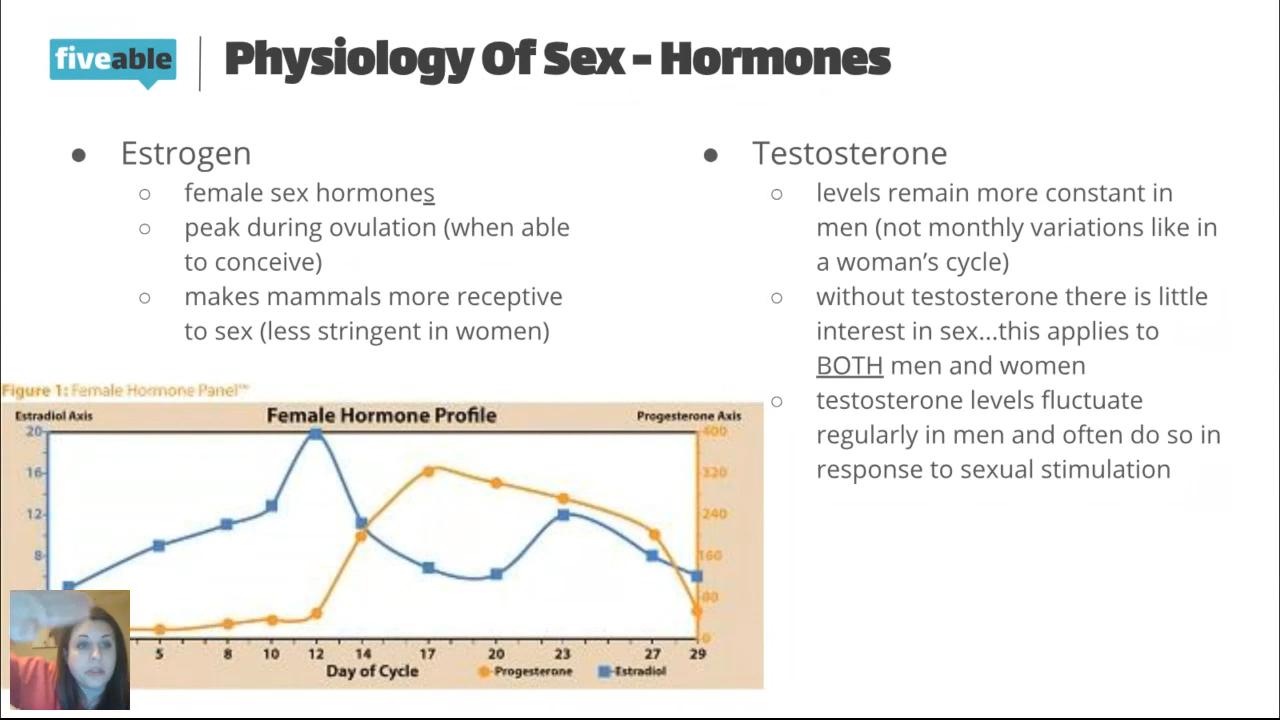 fiveable
Physiology Of Sex - Hormones
● Estrogen
○ female sex hormones
○ peak during ovulation (when able
to conceive)
○ makes mammals more receptive
to sex (less stringent in women)
● Testosterone
○ levels remain more constant in
men (not monthly variations like in
a woman's cycle)
○ without testosterone there is little
interest in sex...this applies to
BOTH men and women
○ testosterone levels fluctuate
regularly in men and often do so in
response to sexual stimulation
Figure 1: Female Hormone Panel™
Estradiol Axis Female Hormone Profile Progesterone Axis
20 400
16 320
12 240
8 160
80
0
5 8 10 12 14 17 20 23 27 29
Day of Cycle Progesterone Estradiol